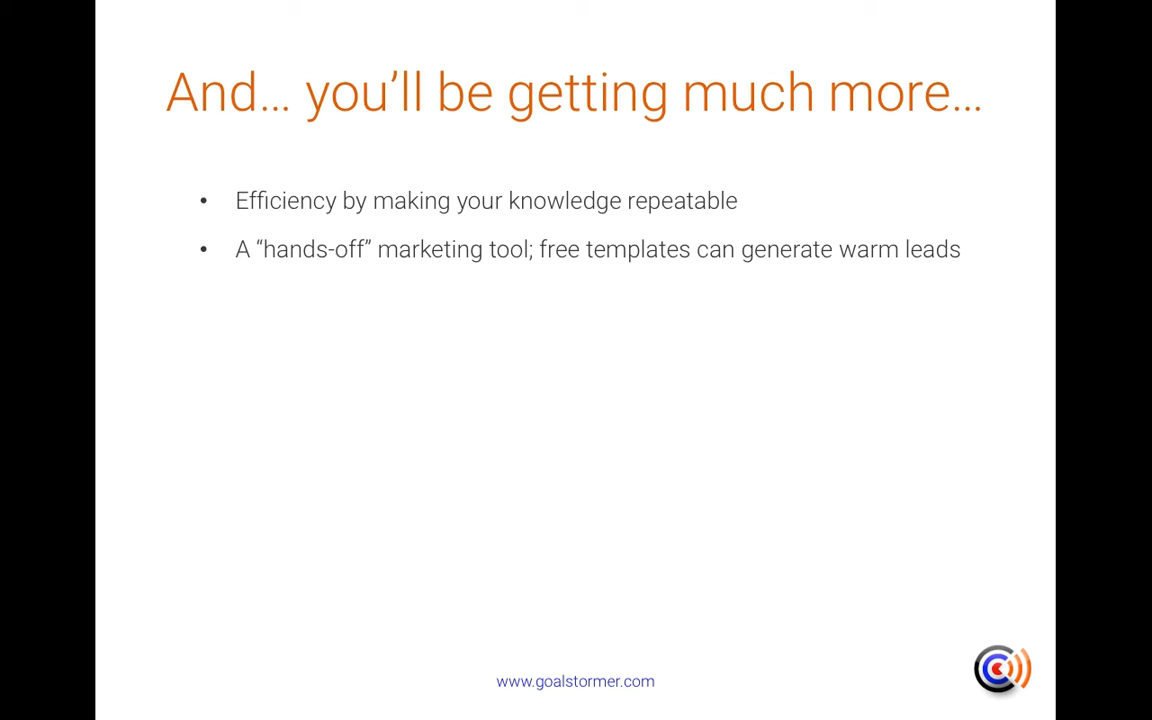 And... you’ll be getting much more...
• Efficiency by making your knowledge repeatable
• A “hands-off” marketing tool; free templates can generate warm leads
www.goalstormer.com